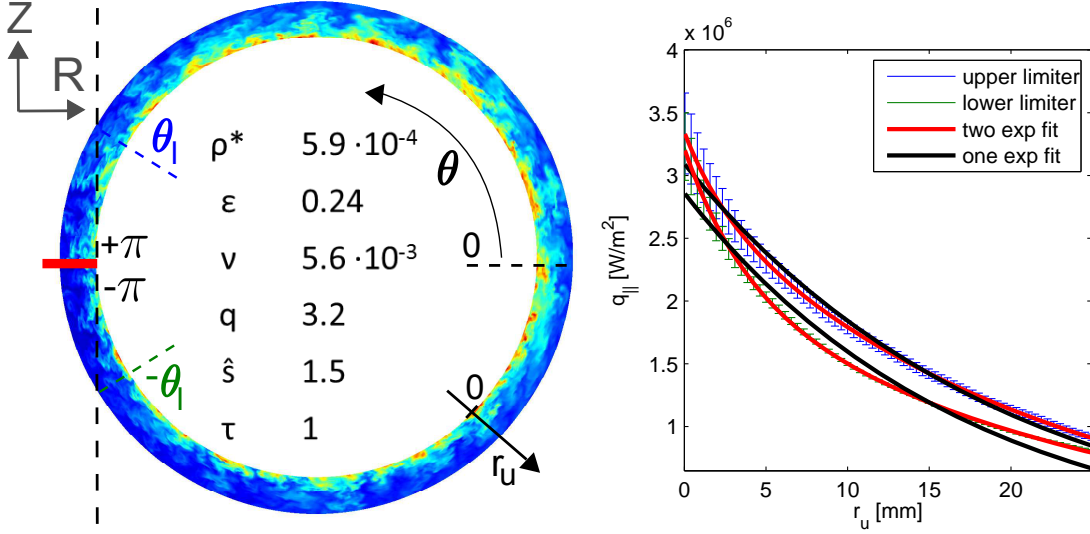 Z
R
θl
+π
-π
-θl
θ
0
0
ru
ρ* 5.9 ·10-4
ε 0.24
ν 5.6 ·10-3
q 3.2
ŝ 1.5
τ 1
x 10⁶
4
3.5
3
2.5
2
1.5
1
q|| [W/m²]
0 5 10 15 20
ru [mm]
upper limiter
lower limiter
two exp fit
one exp fit